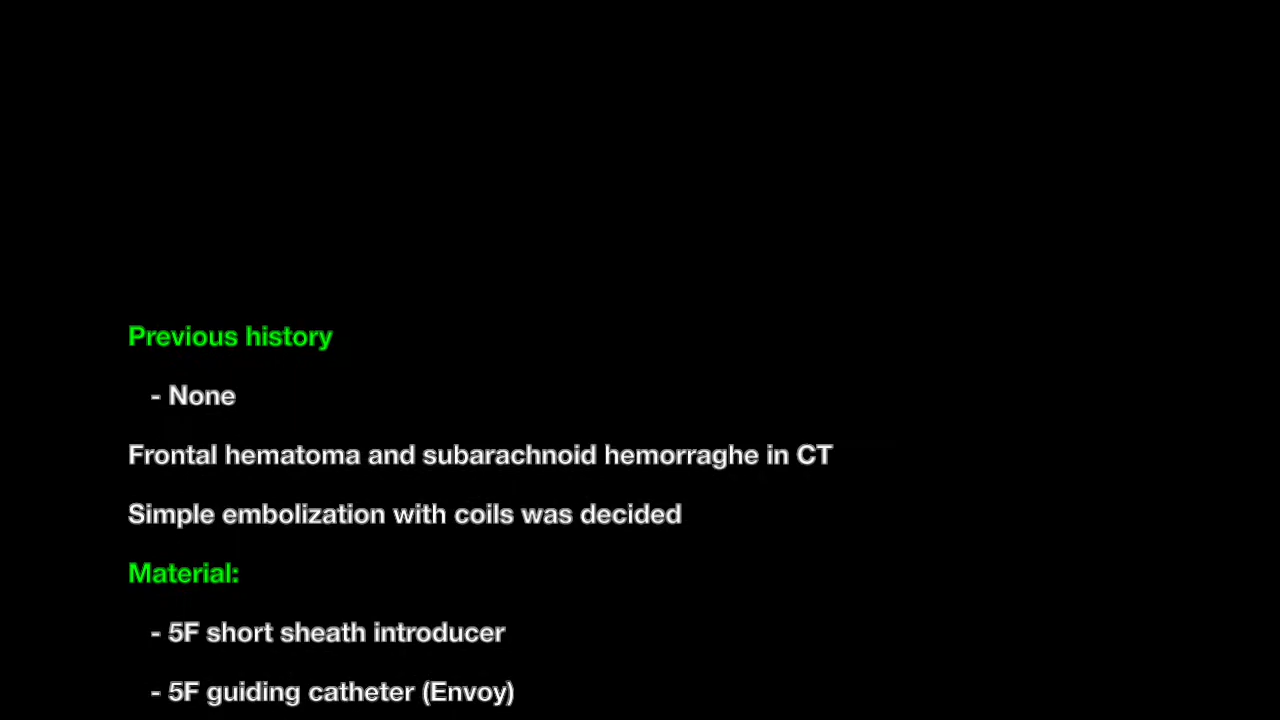 Previous history
- None
Frontal hematoma and subarachnoid hemorraghe in CT
Simple embolization with coils was decided
Material:
- 5F short sheath introducer
- 5F guiding catheter (Envoy)